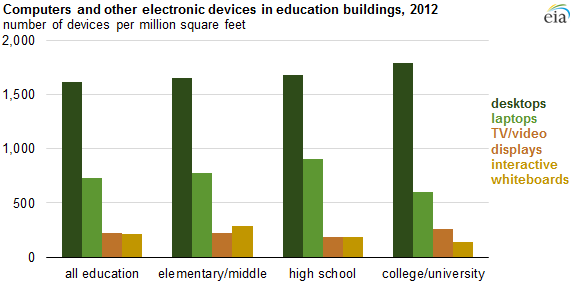 Computers and other electronic devices in education buildings, 2012
number of devices per million square feet
eia
2,000
1,500
1,000
500
0
desktops
laptops
TV/video
displays
interactive
whiteboards
all education
elementary/middle
high school
college/university